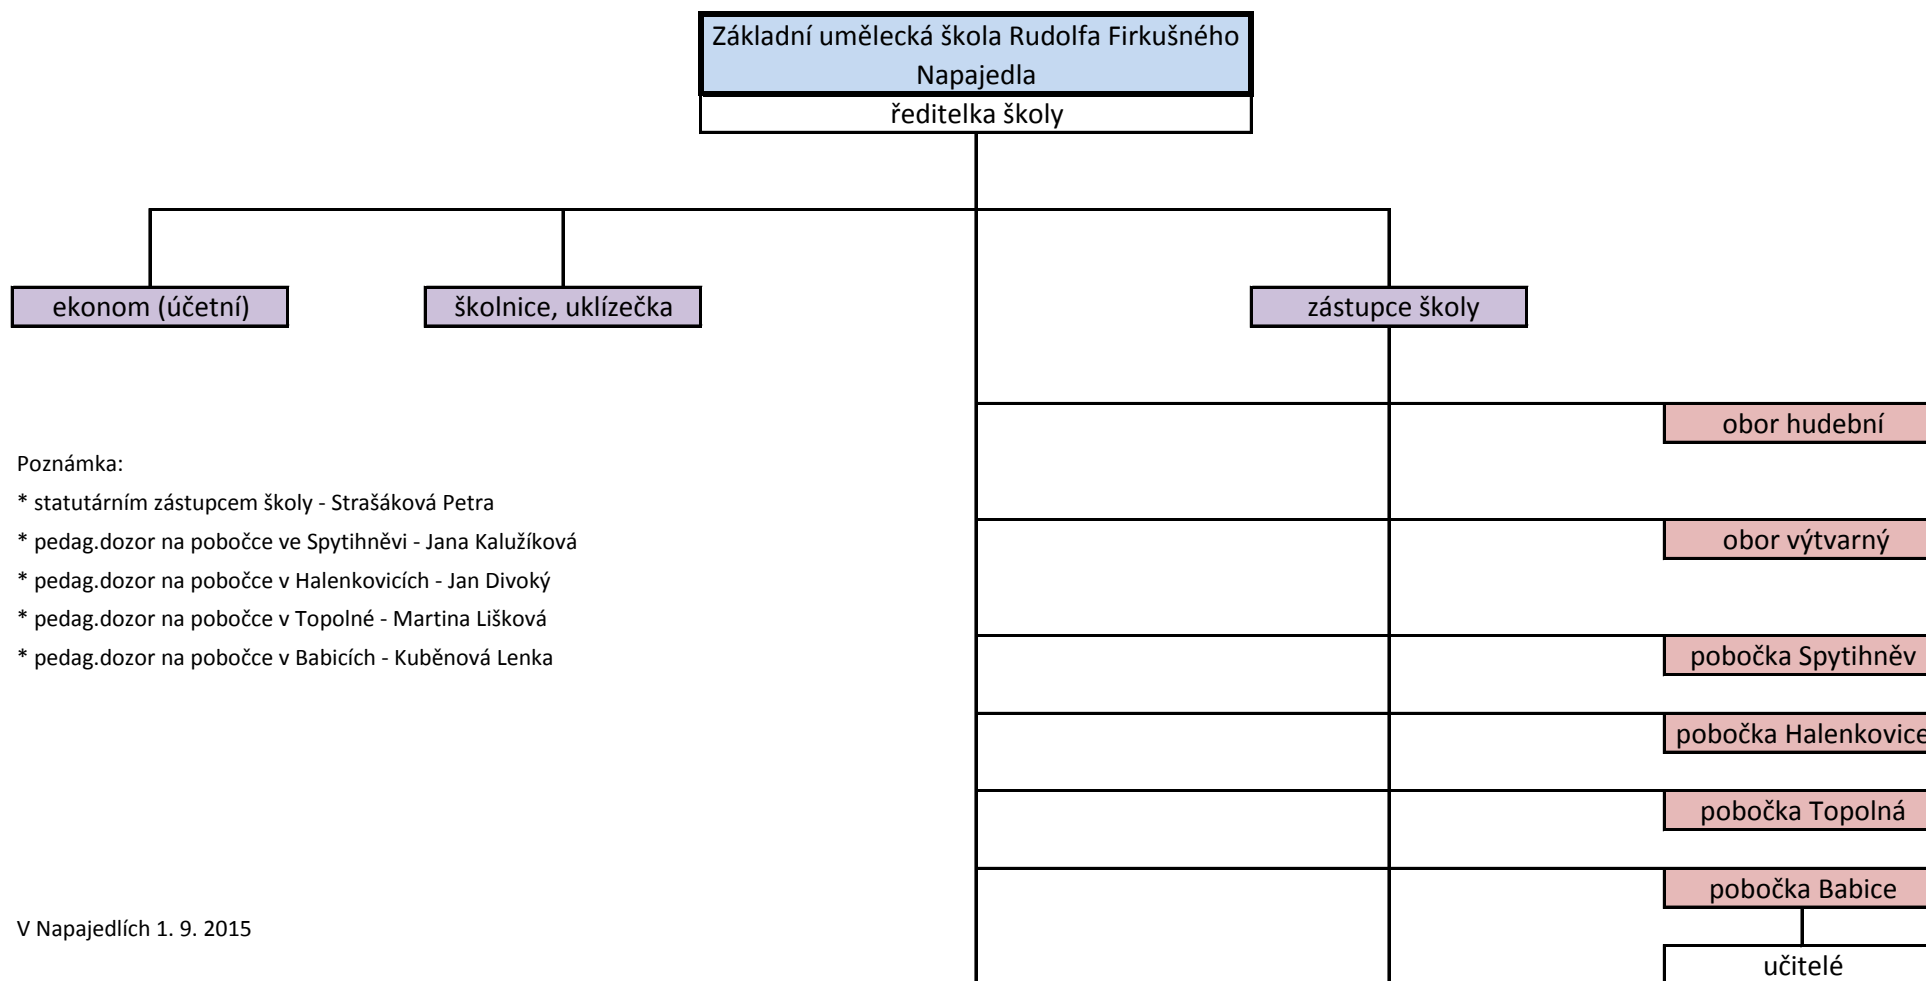 Základní umělecká škola Rudolfa Firkušného
Napajedla
ředitelka školy
ekonom (účetní)
školnice, uklízečka
zástupce školy
obor hudební
Poznámka:
* statutárním zástupcem školy - Strašáková Petra
* pedag.dozor na pobočce ve Spytihněvi - Jana Kalužíková
obor výtvarný
* pedag.dozor na pobočce v Halenkovicích - Jan Divoký
* pedag.dozor na pobočce v Topolné - Martina Lišková
* pedag.dozor na pobočce v Babicích - Kuběnová Lenka
pobočka Spytihněv
pobočka Halenkovice
pobočka Topolná
pobočka Babice
V Napajedlích 1. 9. 2015
učitelé